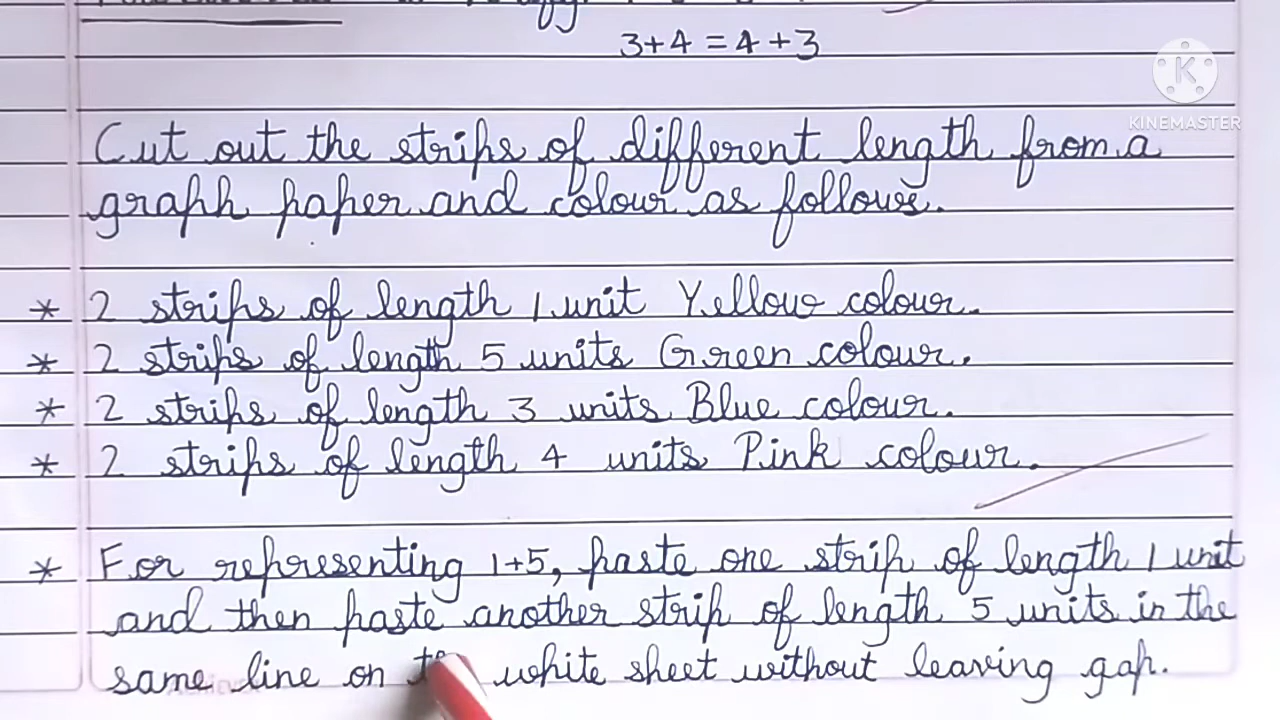 3+4 = 4+3
K
KINEMASTER
Cut out the strips of different length from a
graph paper and colour as follows.
* 2 strips of length 1 unit Yellow colour.
* 2 strips of length 5 units Green colour.
* 2 strips of length 3 units Blue colour.
* 2 strips of length 4 units Pink colour.
* For representing 1+5, paste one strip of length 1 unit
and then paste another strip of length 5 units in the
same line on white sheet without leaving gap.